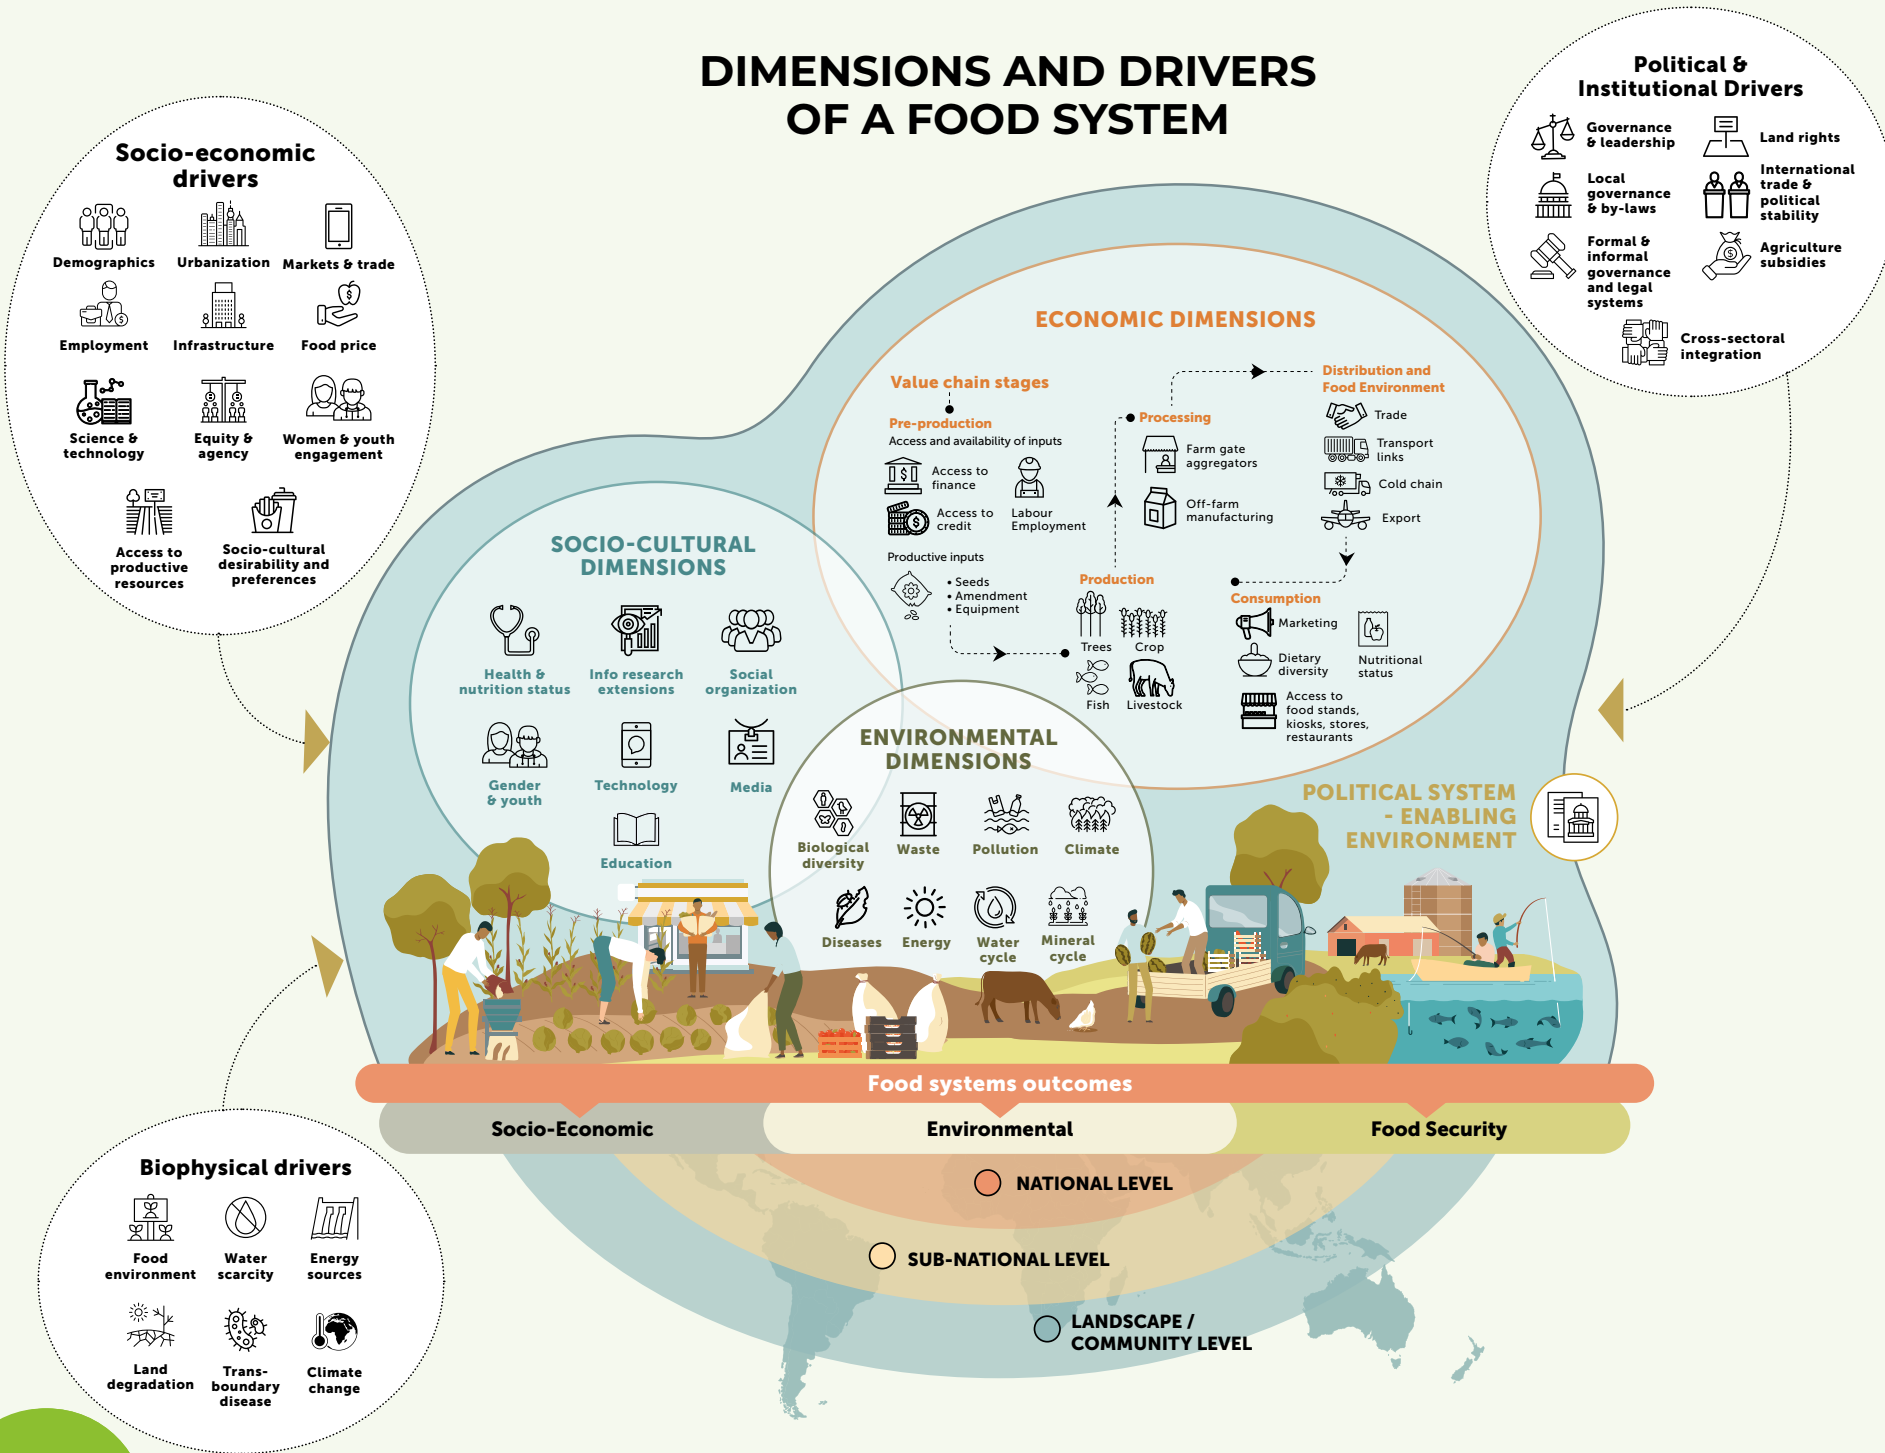 DIMENSIONS AND DRIVERS
OF A FOOD SYSTEM
Socio-economic
drivers
Demographics
Urbanization
Markets & trade
Employment
Infrastructure
Food price
Science &
technology
Equity &
agency
Women & youth
engagement
Access to
productive
resources
Socio-cultural
desirability and
preferences
Political &
Institutional Drivers
Governance
& leadership
Land rights
Local
governance
& by-laws
International
trade &
political
stability
Formal &
informal
governance
and legal
systems
Agriculture
subsidies
Cross-sectoral
integration
ECONOMIC DIMENSIONS
Value chain stages
Pre-production
Access and availability of inputs
Access to
finance
Access to
credit
Labour
Employment
Productive inputs
• Seeds
• Amendment
• Equipment
Production
Trees
Crop
Fish
Livestock
Processing
Farm gate
aggregators
Off-farm
manufacturing
Distribution and
Food Environment
Trade
Transport
links
Cold chain
Export
Consumption
Marketing
Dietary
diversity
Nutritional
status
Access to
food stands,
kiosks, stores,
restaurants
SOCIO-CULTURAL
DIMENSIONS
Health &
nutrition status
Info research
extensions
Social
organization
Gender
& youth
Technology
Media
Education
ENVIRONMENTAL
DIMENSIONS
Biological
diversity
Waste
Pollution
Climate
Diseases
Energy
Water
cycle
Mineral
cycle
POLITICAL SYSTEM
- ENABLING
ENVIRONMENT
Food systems outcomes
Socio-Economic
Environmental
Food Security
NATIONAL LEVEL
SUB-NATIONAL LEVEL
LANDSCAPE /
COMMUNITY LEVEL
Biophysical drivers
Food
environment
Water
scarcity
Energy
sources
Land
degradation
Trans-
boundary
disease
Climate
change